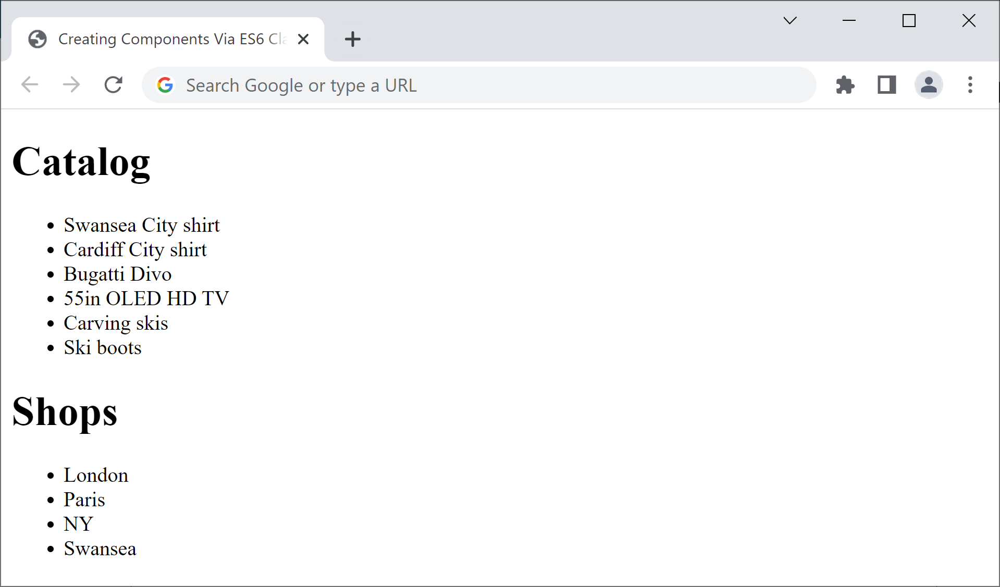 Creating Components Via ES6
Search Google or type a URL
Catalog
Swansea City shirt
Cardiff City shirt
Bugatti Divo
55in OLED HD TV
Carving skis
Ski boots
Shops
London
Paris
NY
Swansea